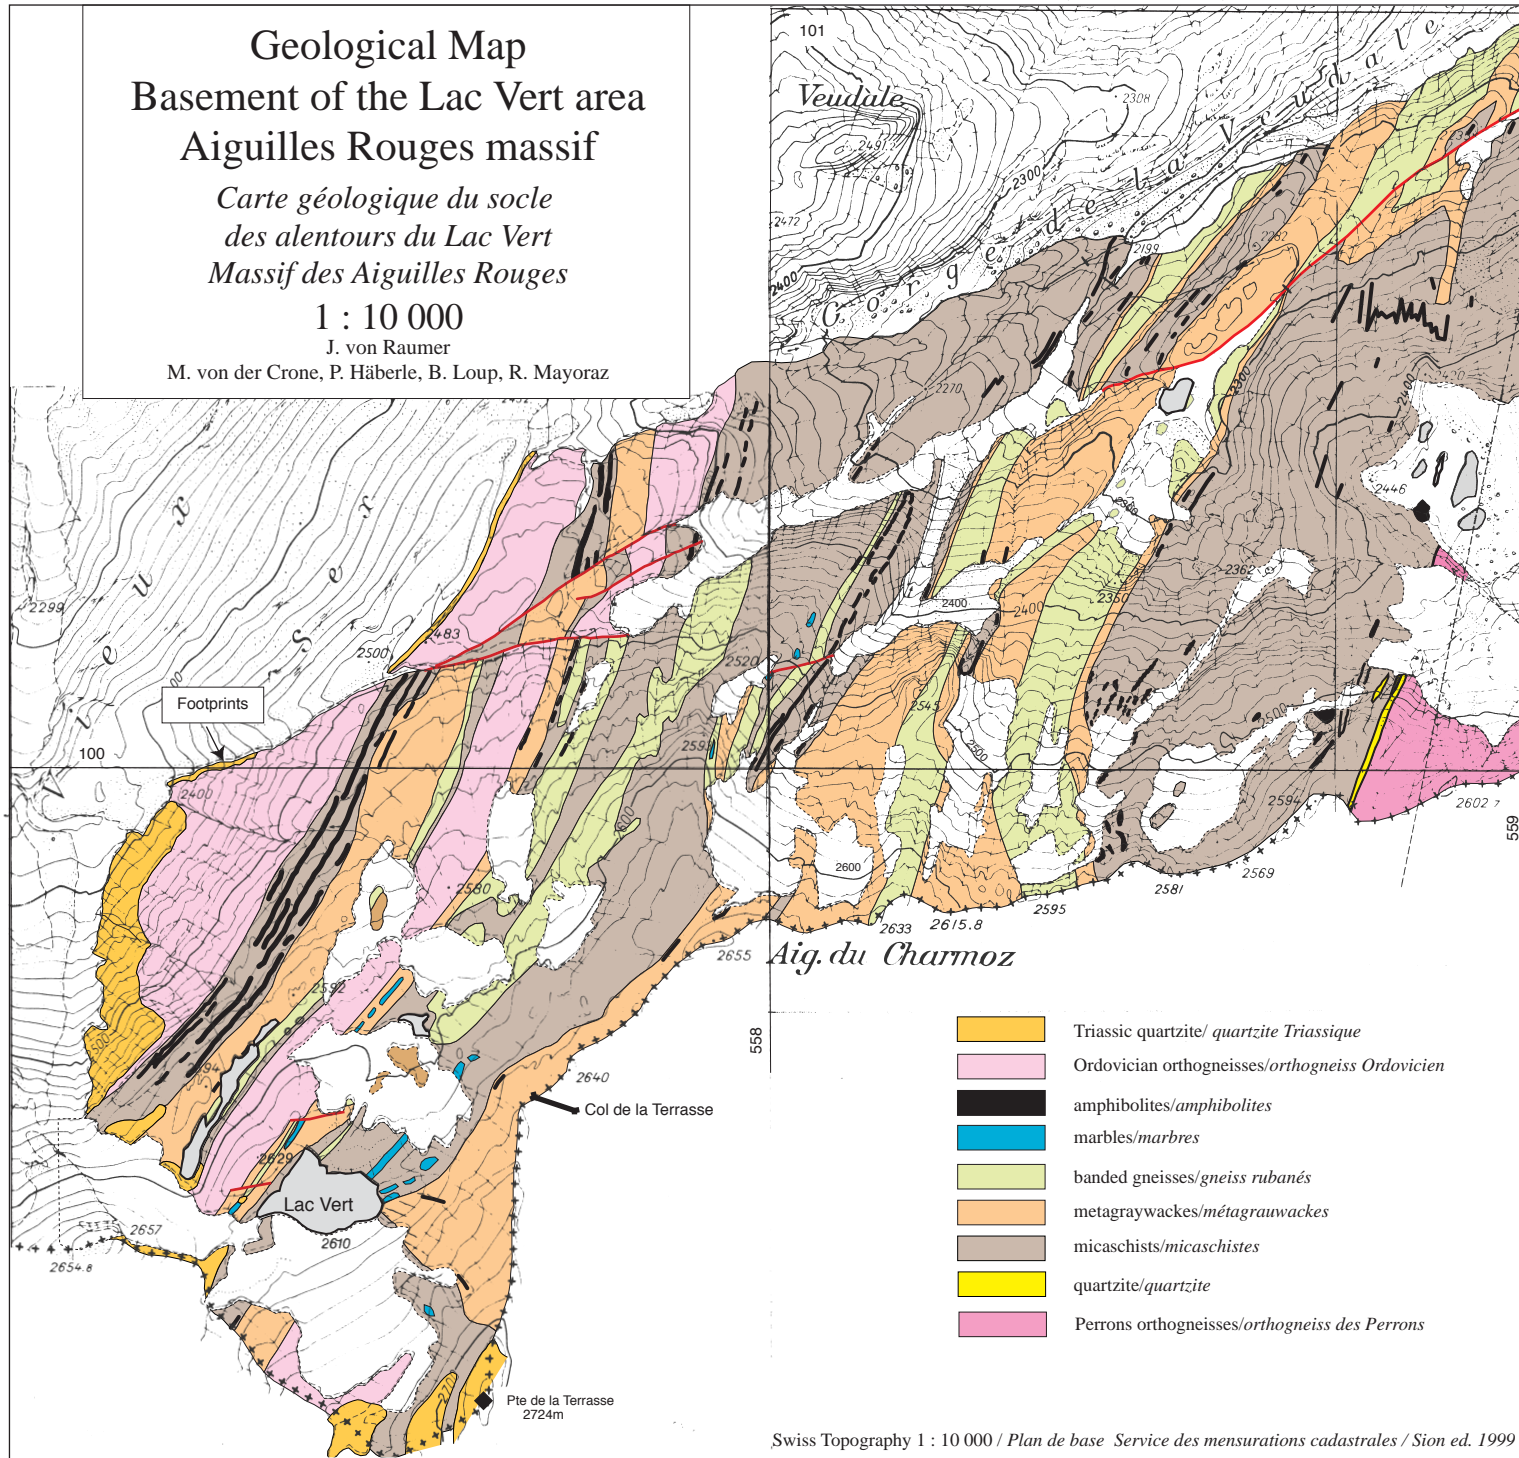 Geological Map
Basement of the Lac Vert area
Aiguilles Rouges massif
Carte géologique du socle
des alentours du Lac Vert
Massif des Aiguilles Rouges
1 : 10 000
J. von Raumer
M. von der Crone, P. Häberle, B. Loup, R. Mayoraz
101
Veudale
2308
2497
2472
2300
2400
Gorge de la Veudale
2199
2282
2270
2300
2200
2420
2446
2299
Vieux
2483
2500
2362
2400
2400
2350
2520
2545
2500
2500
Footprints
100
2400
2594
2602
559
2600
2580
2581
2569
2595
2633
2615.8
2655
Aig. du Charmoz
2592
558
2640
Col de la Terrasse
2629
Lac Vert
2610
2657
2654.8
Pte de la Terrasse
2724m
Triassic quartzite/ quartzite Triassique
Ordovician orthogneisses/orthogneiss Ordovicien
amphibolites/amphibolites
marbles/marbres
banded gneisses/gneiss rubanés
metagraywackes/métagrauwackes
micaschists/micaschistes
quartzite/quartzite
Perrons orthogneisses/orthogneiss des Perrons
Swiss Topography 1 : 10 000 / Plan de base Service des mensurations cadastrales / Sion ed. 1999